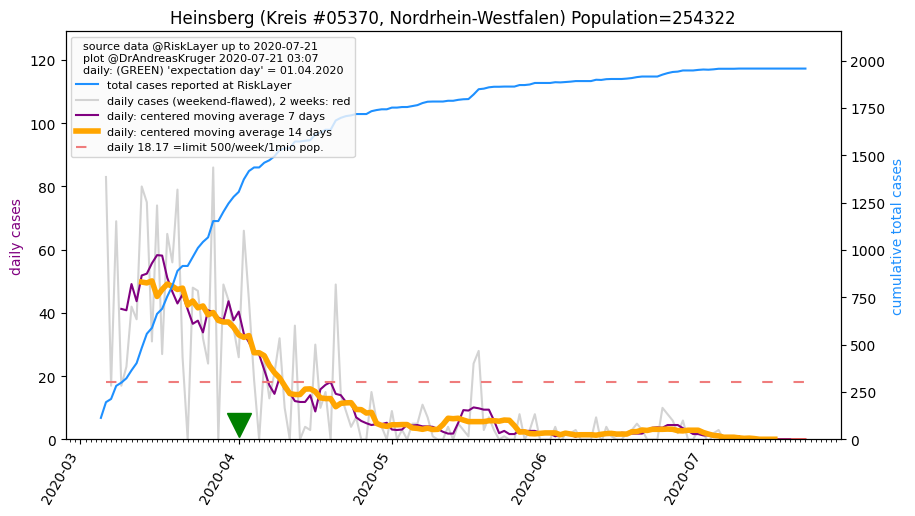 Heinsberg (Kreis #05370, Nordrhein-Westfalen) Population=254322
source data @RiskLayer up to 2020-07-21
plot @DrAndreasKruger 2020-07-21 03:07
daily: (GREEN) 'expectation day' = 01.04.2020
total cases reported at RiskLayer
daily cases (weekend-flawed), 2 weeks: red
daily: centered moving average 7 days
daily: centered moving average 14 days
daily 18.17 =limit 500/week/1mio pop.
daily cases
120
100
80
60
40
20
0
cumulative total cases
2000
1750
1500
1250
1000
750
500
250
0
2020-03
2020-04
2020-05
2020-06
2020-07